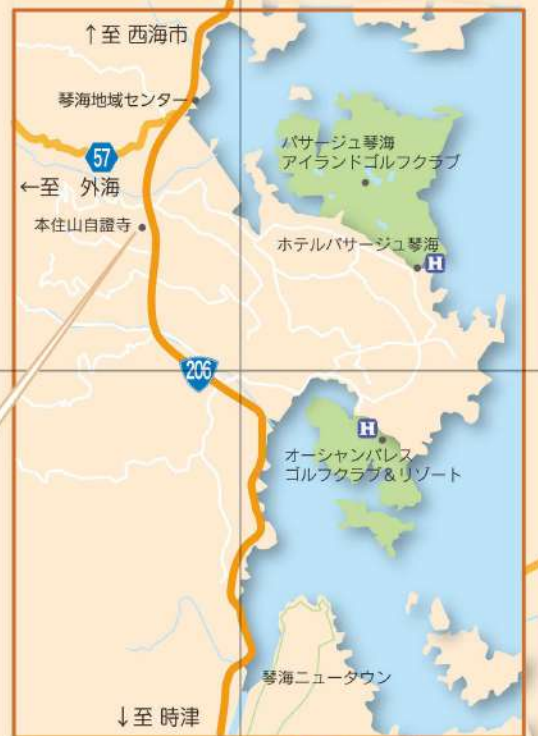 ↑至 西海市
琴海地域センター
パサージュ琴海
アイランドゴルフクラブ
57
←至 外海
本住山自證寺
ホテルパサージュ琴海
H
206
H
オーシャンパレス
ゴルフクラブ&リゾート
琴海ニュータウン
↓至 時津